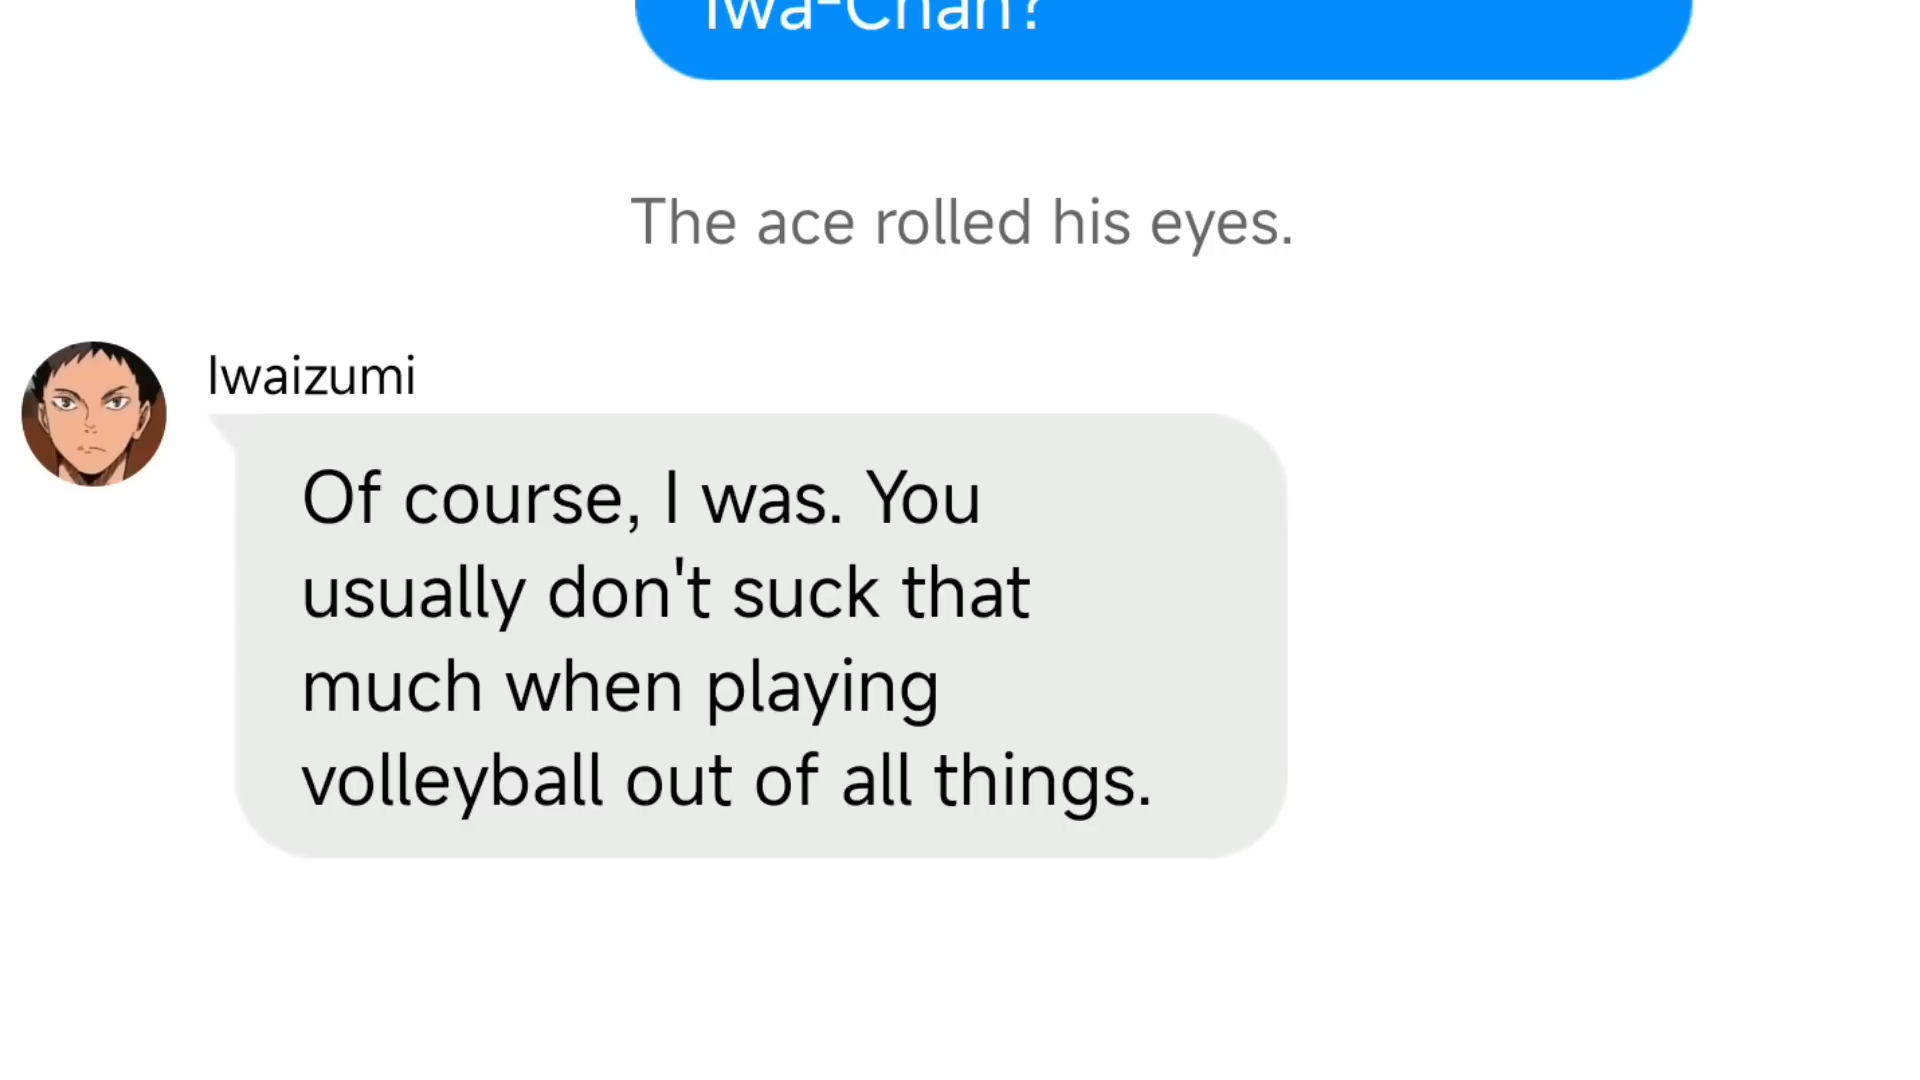 Iwa-Chan?
The ace rolled his eyes.
Iwaizumi
Of course, I was. You
usually don't suck that
much when playing
volleyball out of all things.